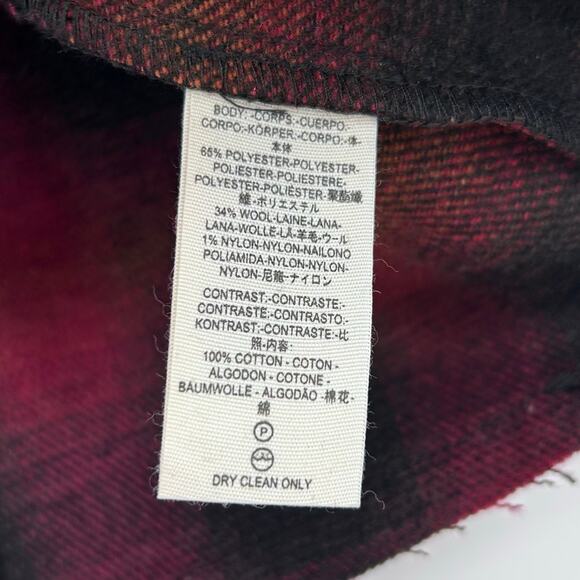 BODY: -CORPS.-CUERPO.
CORPO:-KÖRPER.-CORPO:-体-
本体
65% POLYESTER-POLYESTER-
POLIESTER-POLIESTERE-
POLYESTER-POLIÉSTER-聚酯纖
維-ポリエステル
34% WOOL-LAINE-LANA-
LANA-WOLLE-LÃ-羊毛-ウール
1% NYLON-NYLON-NAILONO
POLIAMIDA-NYLON-NYLON-
NYLON-尼龍-ナイロン
CONTRAST:-CONTRASTE:-
CONTRASTE:-CONTRASTO:-
KONTRAST:-CONTRASTE:-比
照-内容:
100% COTTON - COTON -
ALGODON - COTONE -
BAUMWOLLE - ALGODÃO -棉花-
綿
P
DRY CLEAN ONLY